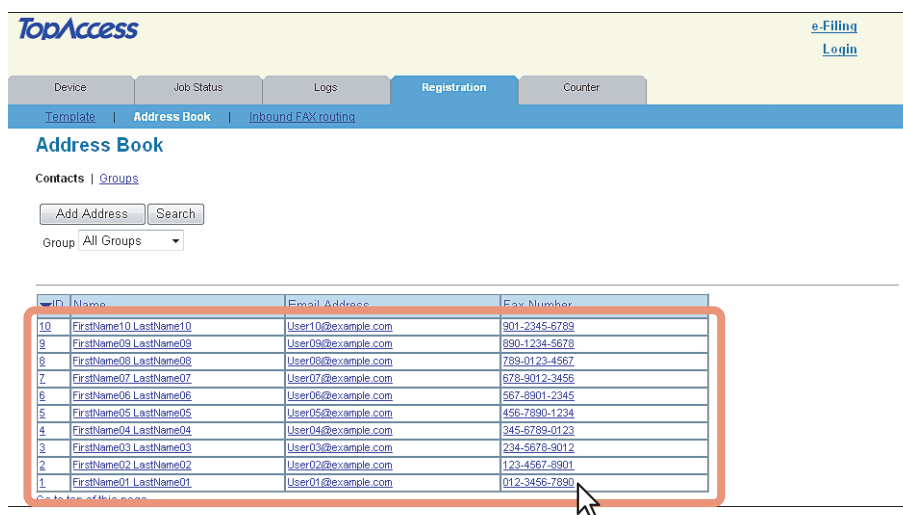 TopAccess
e-Filing
Login
Device Job Status Logs Registration Counter
Template | Address Book | Inbound FAX routing
Address Book
Contacts | Groups
Add Address Search
Group All Groups
ID Name Email Address Fax Number
10 FirstName10 LastName10 User10@example.com 901-2345-6789
9 FirstName09 LastName09 User09@example.com 890-1234-5678
8 FirstName08 LastName08 User08@example.com 789-0123-4567
7 FirstName07 LastName07 User07@example.com 678-9012-3456
6 FirstName06 LastName06 User06@example.com 567-8901-2345
5 FirstName05 LastName05 User05@example.com 456-7890-1234
4 FirstName04 LastName04 User04@example.com 345-6789-0123
3 FirstName03 LastName03 User03@example.com 234-5678-9012
2 FirstName02 LastName02 User02@example.com 123-4567-8901
1 FirstName01 LastName01 User01@example.com 012-3456-7890
Go to top of this page